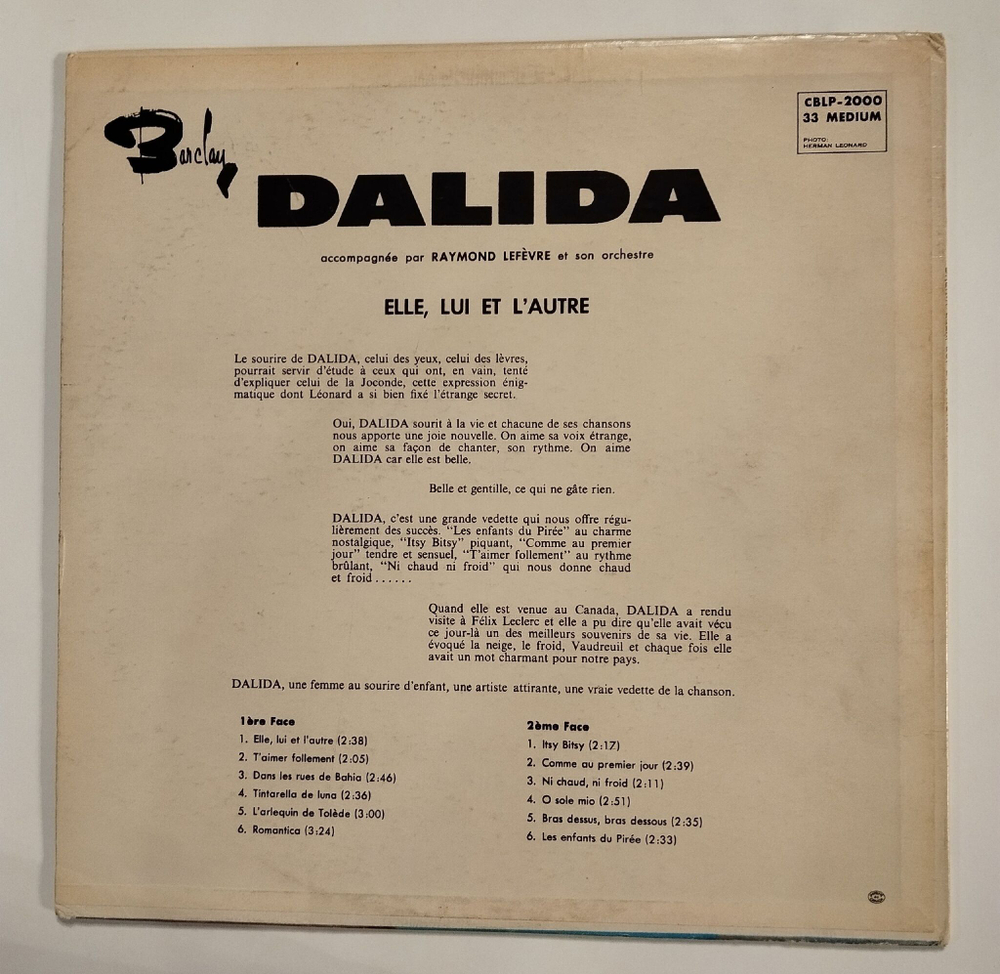 Barclay
CBLP-2000
33 MEDIUM
PHOTO:
HERMAN LEONARD
DALIDA
accompagnée par RAYMOND LEFÈVRE et son orchestre
ELLE, LUI ET L'AUTRE
Le sourire de DALIDA, celui des yeux, celui des lèvres,
pourrait servir d'étude à ceux qui ont, en vain, tenté
d'expliquer celui de la Joconde, cette expression énig-
matique dont Léonard a si bien fixé l'étrange secret.
Oui, DALIDA sourit à la vie et chacune de ses chansons
nous apporte une joie nouvelle. On aime sa voix étrange,
on aime sa façon de chanter, son rythme. On aime
DALIDA car elle est belle.
Belle et gentille, ce qui ne gâte rien.
DALIDA, c'est une grande vedette qui nous offre régu-
lièrement des succès. "Les enfants du Pirée" au charme
nostalgique, "Itsy Bitsy" piquant, "Comme au premier
jour" tendre et sensuel, "T'aimer follement" au rythme
brûlant, "Ni chaud ni froid" qui nous donne chaud
et froid ......
Quand elle est venue au Canada, DALIDA a rendu
visite à Félix Leclerc et elle a pu dire qu'elle avait vécu
ce jour-là un des meilleurs souvenirs de sa vie. Elle a
évoqué la neige, le froid, Vaudreuil et chaque fois elle
avait un mot charmant pour notre pays.
DALIDA, une femme au sourire d'enfant, une artiste attirante, une vraie vedette de la chanson.
1ère Face
1. Elle, lui et l'autre (2:38)
2. T'aimer follement (2:05)
3. Dans les rues de Bahia (2:46)
4. Tintarella de luna (2:36)
5. L'arlequin de Tolède (3:00)
6. Romantica (3:24)
2ème Face
1. Itsy Bitsy (2:17)
2. Comme au premier jour (2:39)
3. Ni chaud, ni froid (2:11)
4. O sole mio (2:51)
5. Bras dessus, bras dessous (2:35)
6. Les enfants du Pirée (2:33)